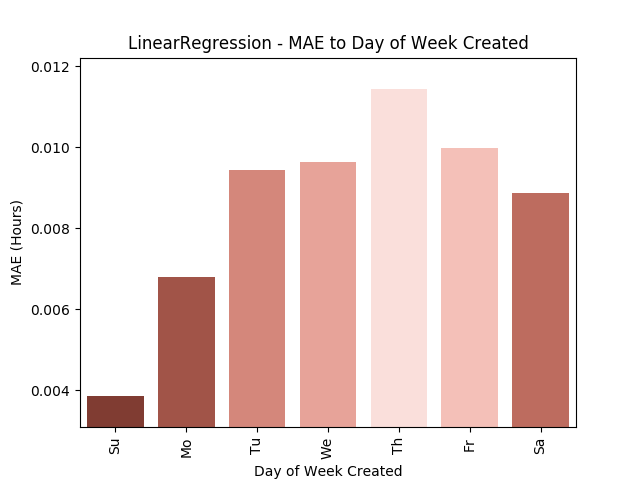 LinearRegression - MAE to Day of Week Created
0.012
0.010
0.008
0.006
0.004
MAE (Hours)
Su
Mo
Tu
We
Th
Fr
Sa
Day of Week Created